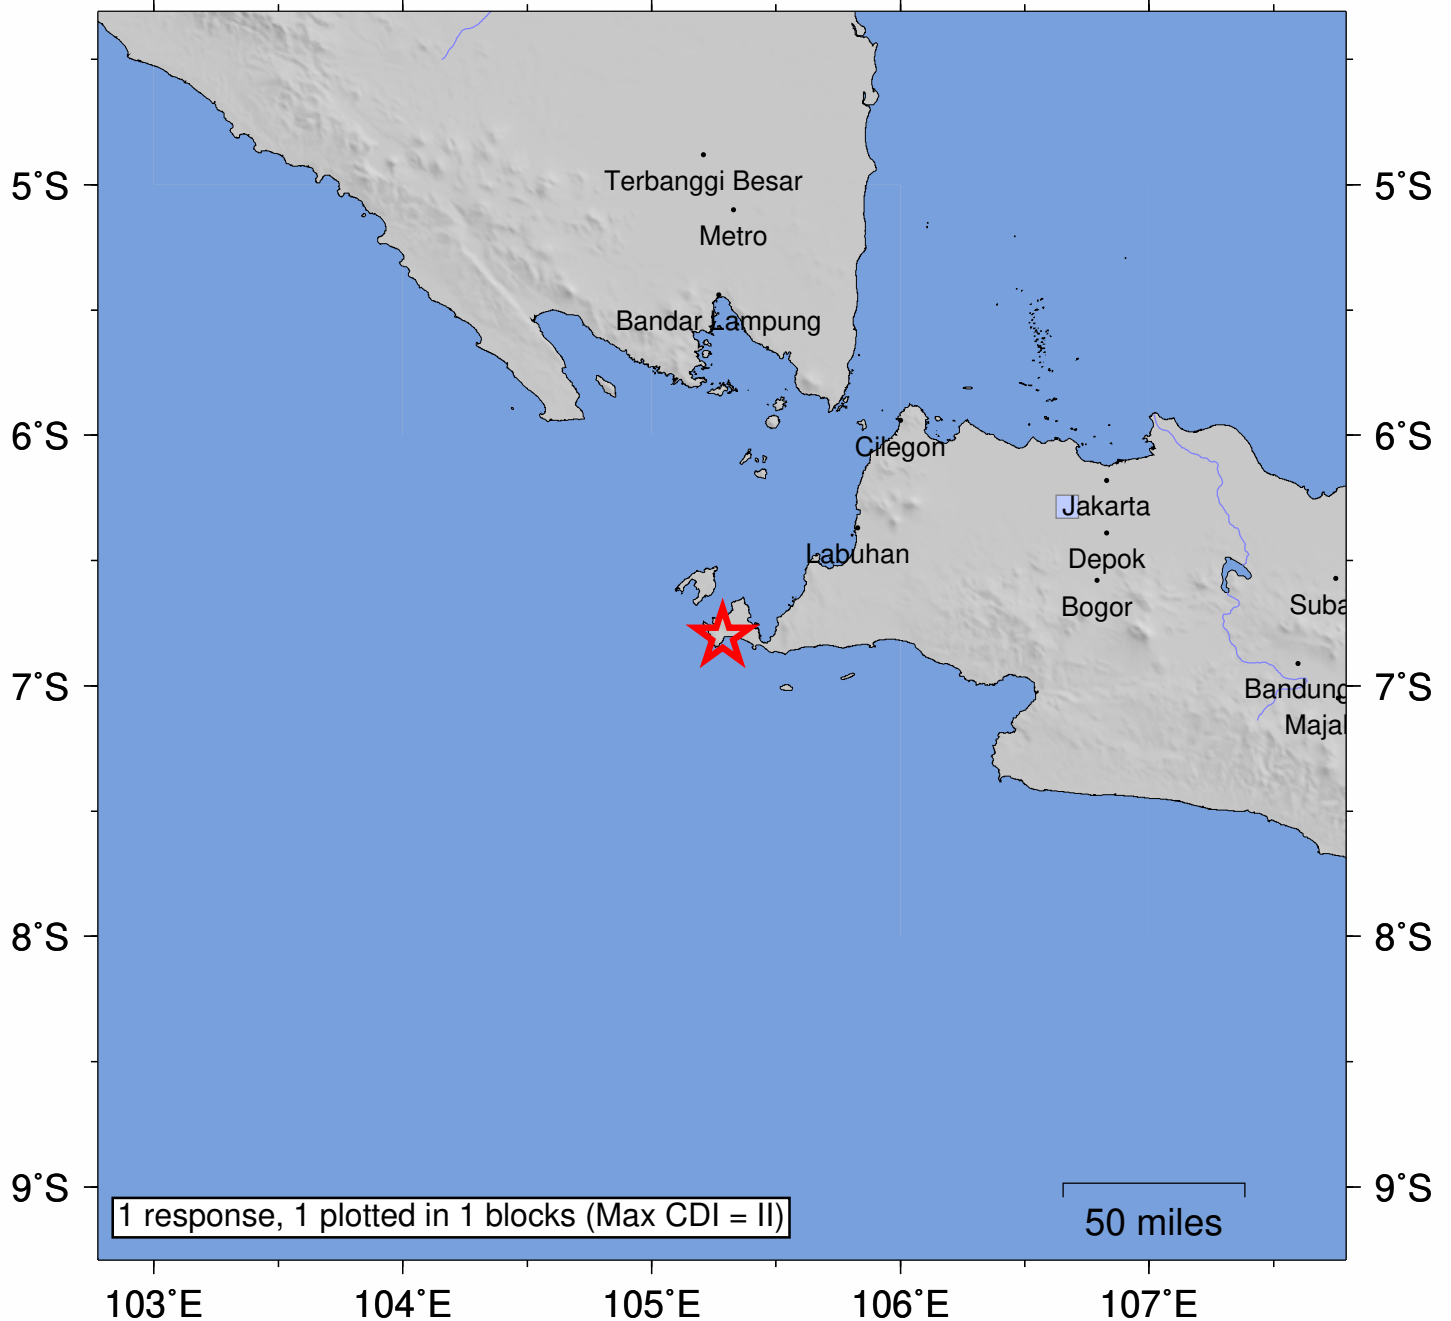 Terbanggi Besar
5°S
5°S
Metro
Bandar Lampung
6°S
6°S
Cilegon
Jakarta
Labuhan
Depok
Bogor
Suba
7°S
Bandung
7°S
Majal
8°S
8°S
9°S
9°S
1 response, 1 plotted in 1 blocks (Max CDI = II)
50 miles
103°E
104°E
105°E
106°E
107°E